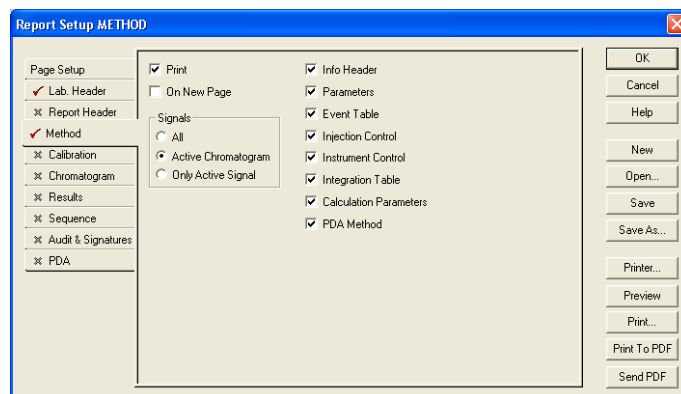 Report Setup METHOD
Page Setup
Lab. Header
Report Header
Method
Calibration
Chromatogram
Results
Sequence
Audit & Signatures
PDA
Print
On New Page
Signals
All
Active Chromatogram
Only Active Signal
Info Header
Parameters
Event Table
Injection Control
Instrument Control
Integration Table
Calculation Parameters
PDA Method
OK
Cancel
Help
New
Open...
Save
Save As...
Printer...
Preview
Print...
Print To PDF
Send PDF